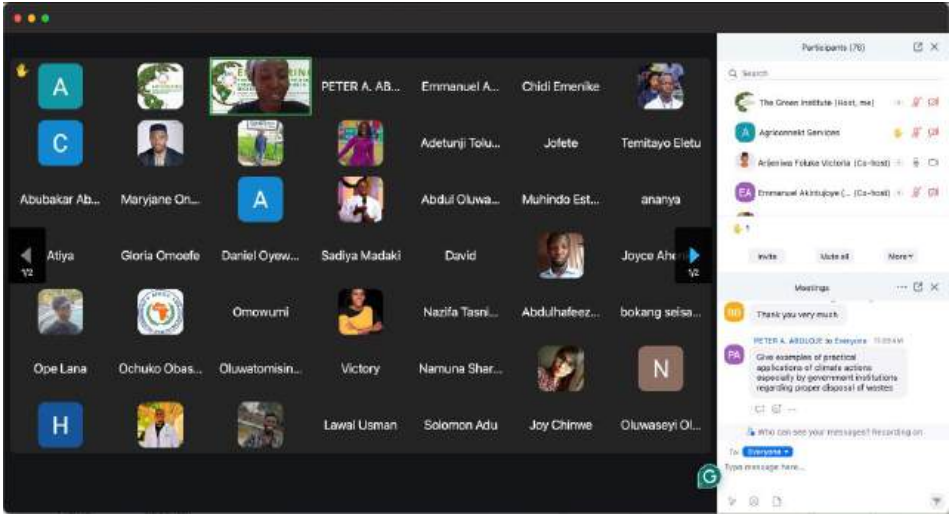 A
PETER A. AB...
Emmanuel A...
Chidi Emenike
C
Adetunji Tolu...
Jofete
Temitayo Eletu
Abubakar Ab...
Maryjane On...
A
Abdul Oluwa...
Muhindo Est...
ananya
Atiya
Gloria Omoefe
Daniel Oyew...
Sadiya Madaki
David
Joyce Ahen
1/2
1/2
Omowumi
Nazifa Tasni...
Abdulhafeez...
bokang seisa...
Ope Lana
Ochuko Obas...
Oluwatomisin...
Victory
Namuna Shar...
N
H
Lawal Usman
Solomon Adu
Joy Chinwe
Oluwaseyi Ol...
Participants (76)
Search
The Green Institute (Host, me)
A
Agriconnekt Services
Arijeniwa Foluke Victoria (Co-host)
EA
Emmanuel Akintujoye (... (Co-host)
1
Invite
Mute all
More
Meetings
Thank you very much
PETER A. ABOLOJE to Everyone
PA
Give examples of practical
applications of climate actions
especially by government institutions
regarding proper disposal of wastes
Who can see your messages? Recording on
To: Everyone
Type message here...
G